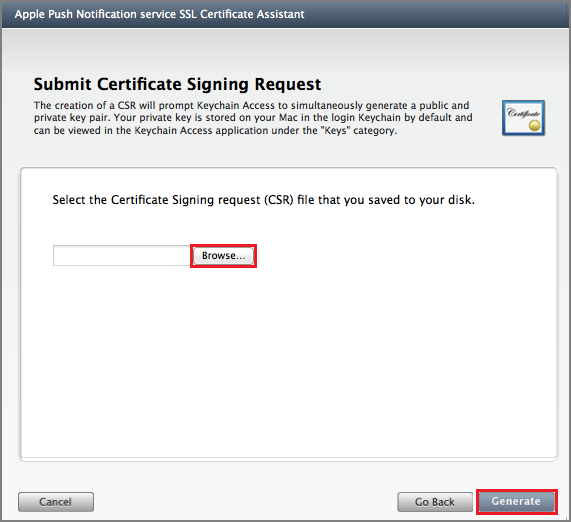 Apple Push Notification service SSL Certificate Assistant
Submit Certificate Signing Request
The creation of a CSR will prompt Keychain Access to simultaneously generate a public and
private key pair. Your private key is stored on your Mac in the login Keychain by default and
can be viewed in the Keychain Access application under the "Keys" category.
Certificate
Select the Certificate Signing request (CSR) file that you saved to your disk.
Browse...
Cancel
Go Back
Generate